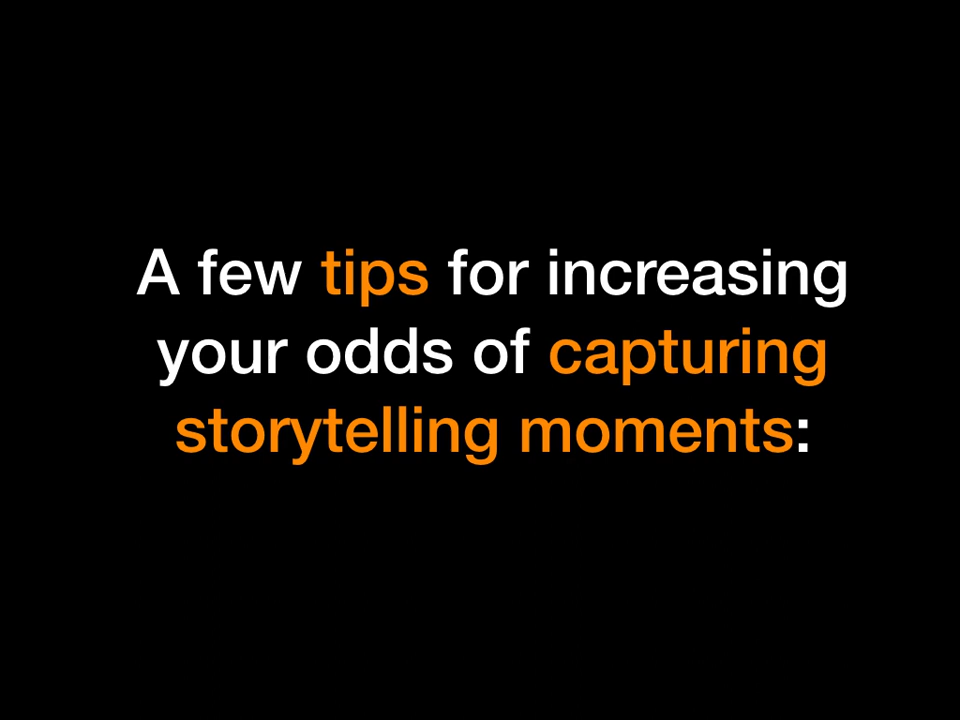 A few tips for increasing
your odds of capturing
storytelling moments: